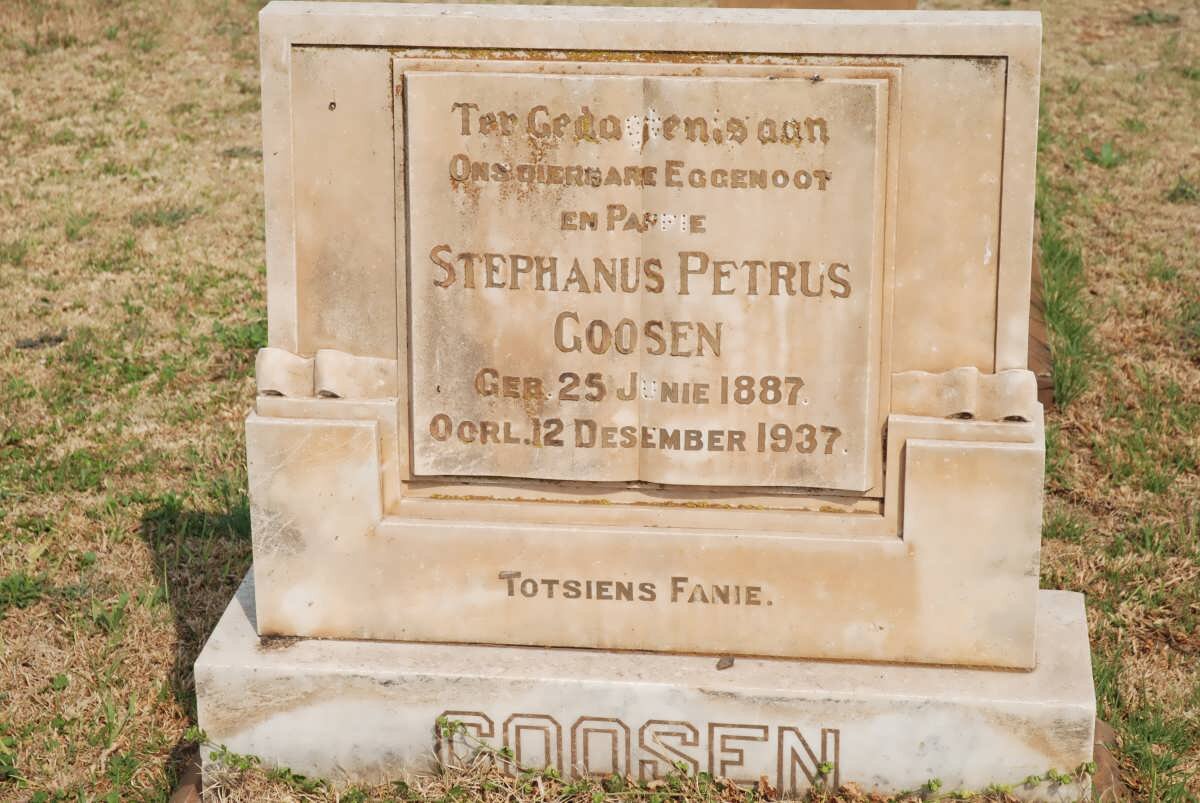 Ter Gedagtenis aan
Ons dierbare Eggenoot
en Pappie
Stephanus Petrus
Goosen
Geb. 25 Junie 1887.
Oorl. 12 Desember 1937.
Totsiens Fanie.
GOOSEN